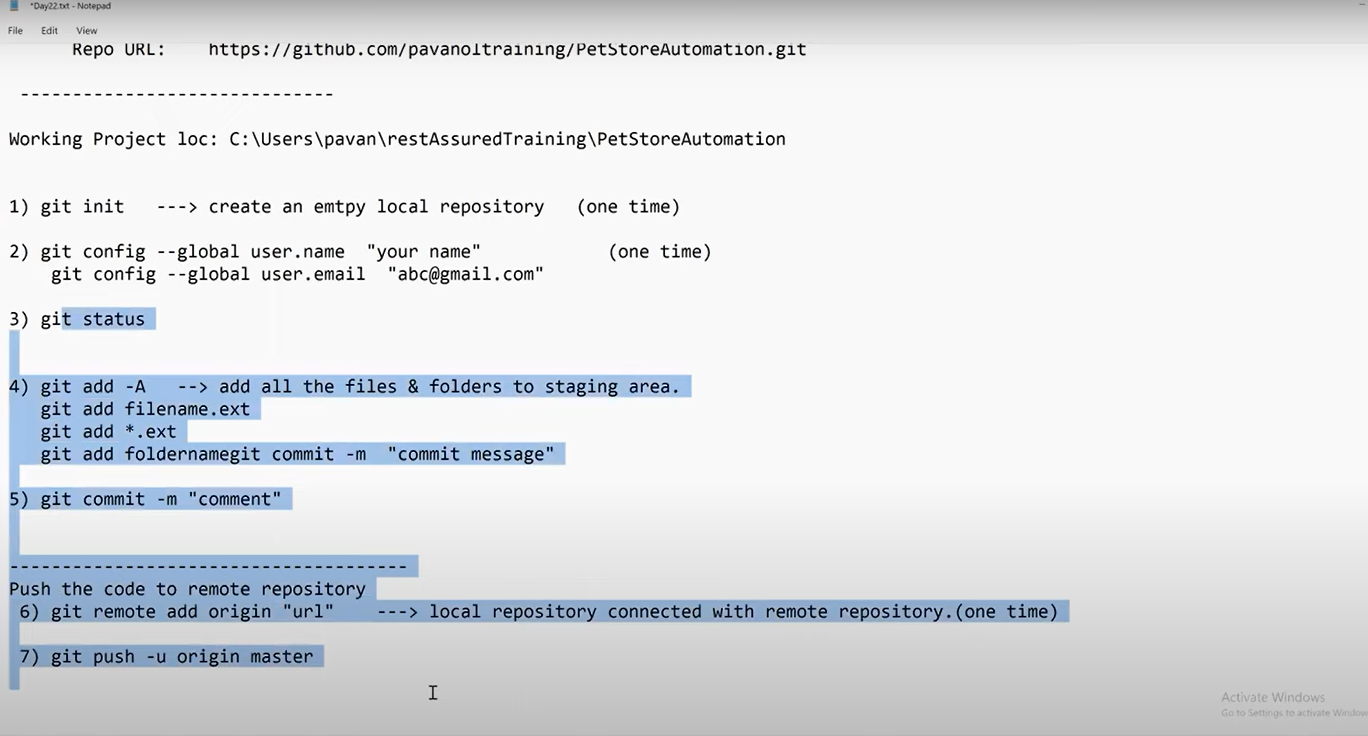 *Day22.txt - Notepad
File Edit View
Repo URL: https://github.com/pavanoltraining/PetStoreAutomation.git
------------------------------
Working Project loc: C:\Users\pavan\restAssuredTraining\PetStoreAutomation
1) git init ---> create an emtpy local repository (one time)
2) git config --global user.name "your name" (one time)
git config --global user.email "abc@gmail.com"
3) git status
4) git add -A --> add all the files & folders to staging area.
git add filename.ext
git add *.ext
git add foldernamegit commit -m "commit message"
5) git commit -m "comment"
--------------------------------------
Push the code to remote repository
6) git remote add origin "url" ---> local repository connected with remote repository.(one time)
7) git push -u origin master
Activate Windows
Go to Settings to activate Window